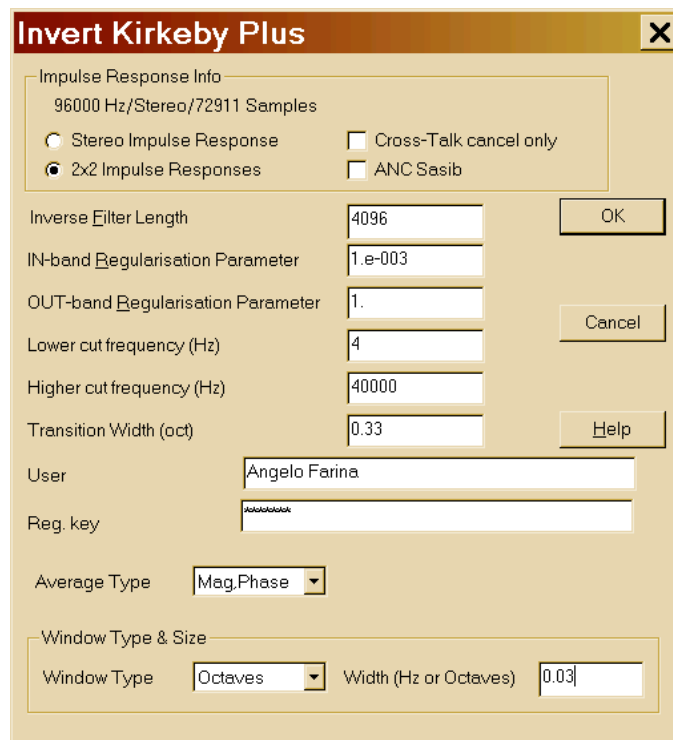 Invert Kirkeby Plus
Impulse Response Info
96000 Hz/Stereo/72911 Samples
Stereo Impulse Response
Cross-Talk cancel only
2x2 Impulse Responses
ANC Sasib
Inverse Filter Length
4096
OK
IN-band Regularisation Parameter
1.e-003
OUT-band Regularisation Parameter
1.
Cancel
Lower cut frequency (Hz)
4
Higher cut frequency (Hz)
40000
Transition Width (oct)
0.33
Help
User
Angelo Farina
Reg. key
*******
Average Type
Mag,Phase
Window Type & Size
Window Type
Octaves
Width (Hz or Octaves)
0.03